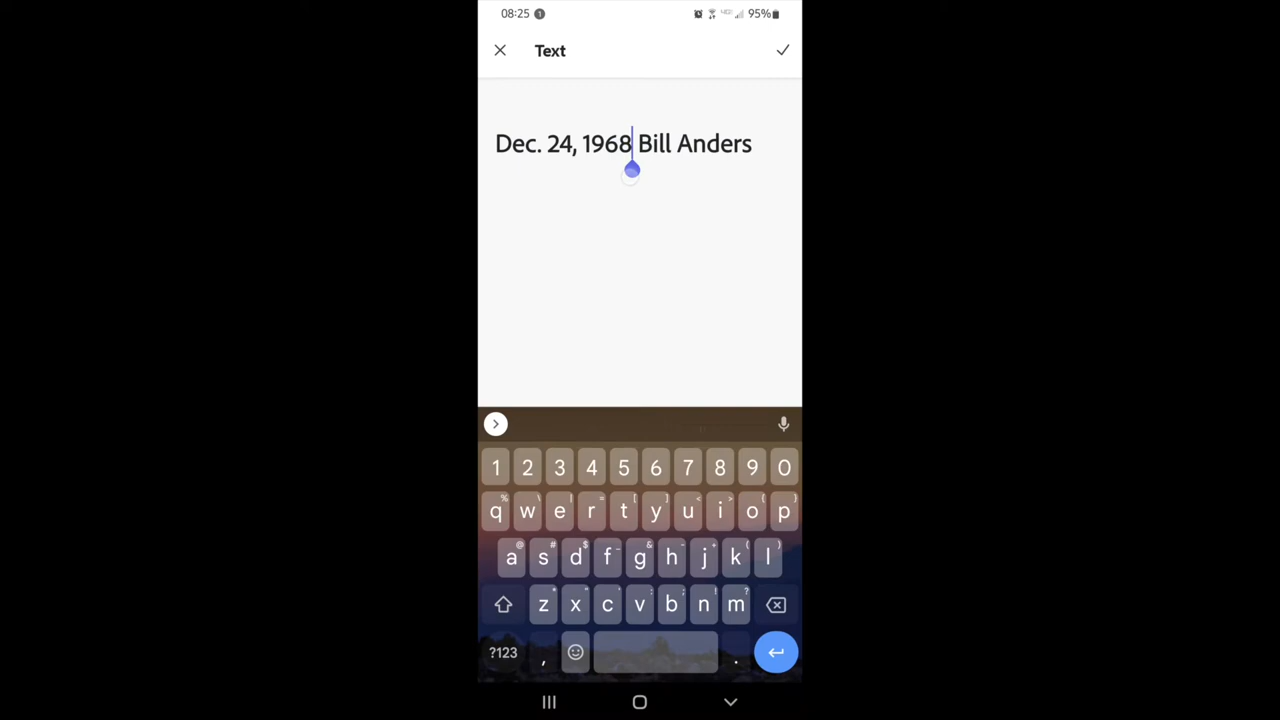 08:25 1 95%
Text
Dec. 24, 1968 Bill Anders
1 2 3 4 5 6 7 8 9 0
% \ | = [ ] < > { }
q w e r t y u i o p
@ # $ _ & - + ( )
a s d f g h j k l
* " ' : ; ! ?
z x c v b n m
?123 , .